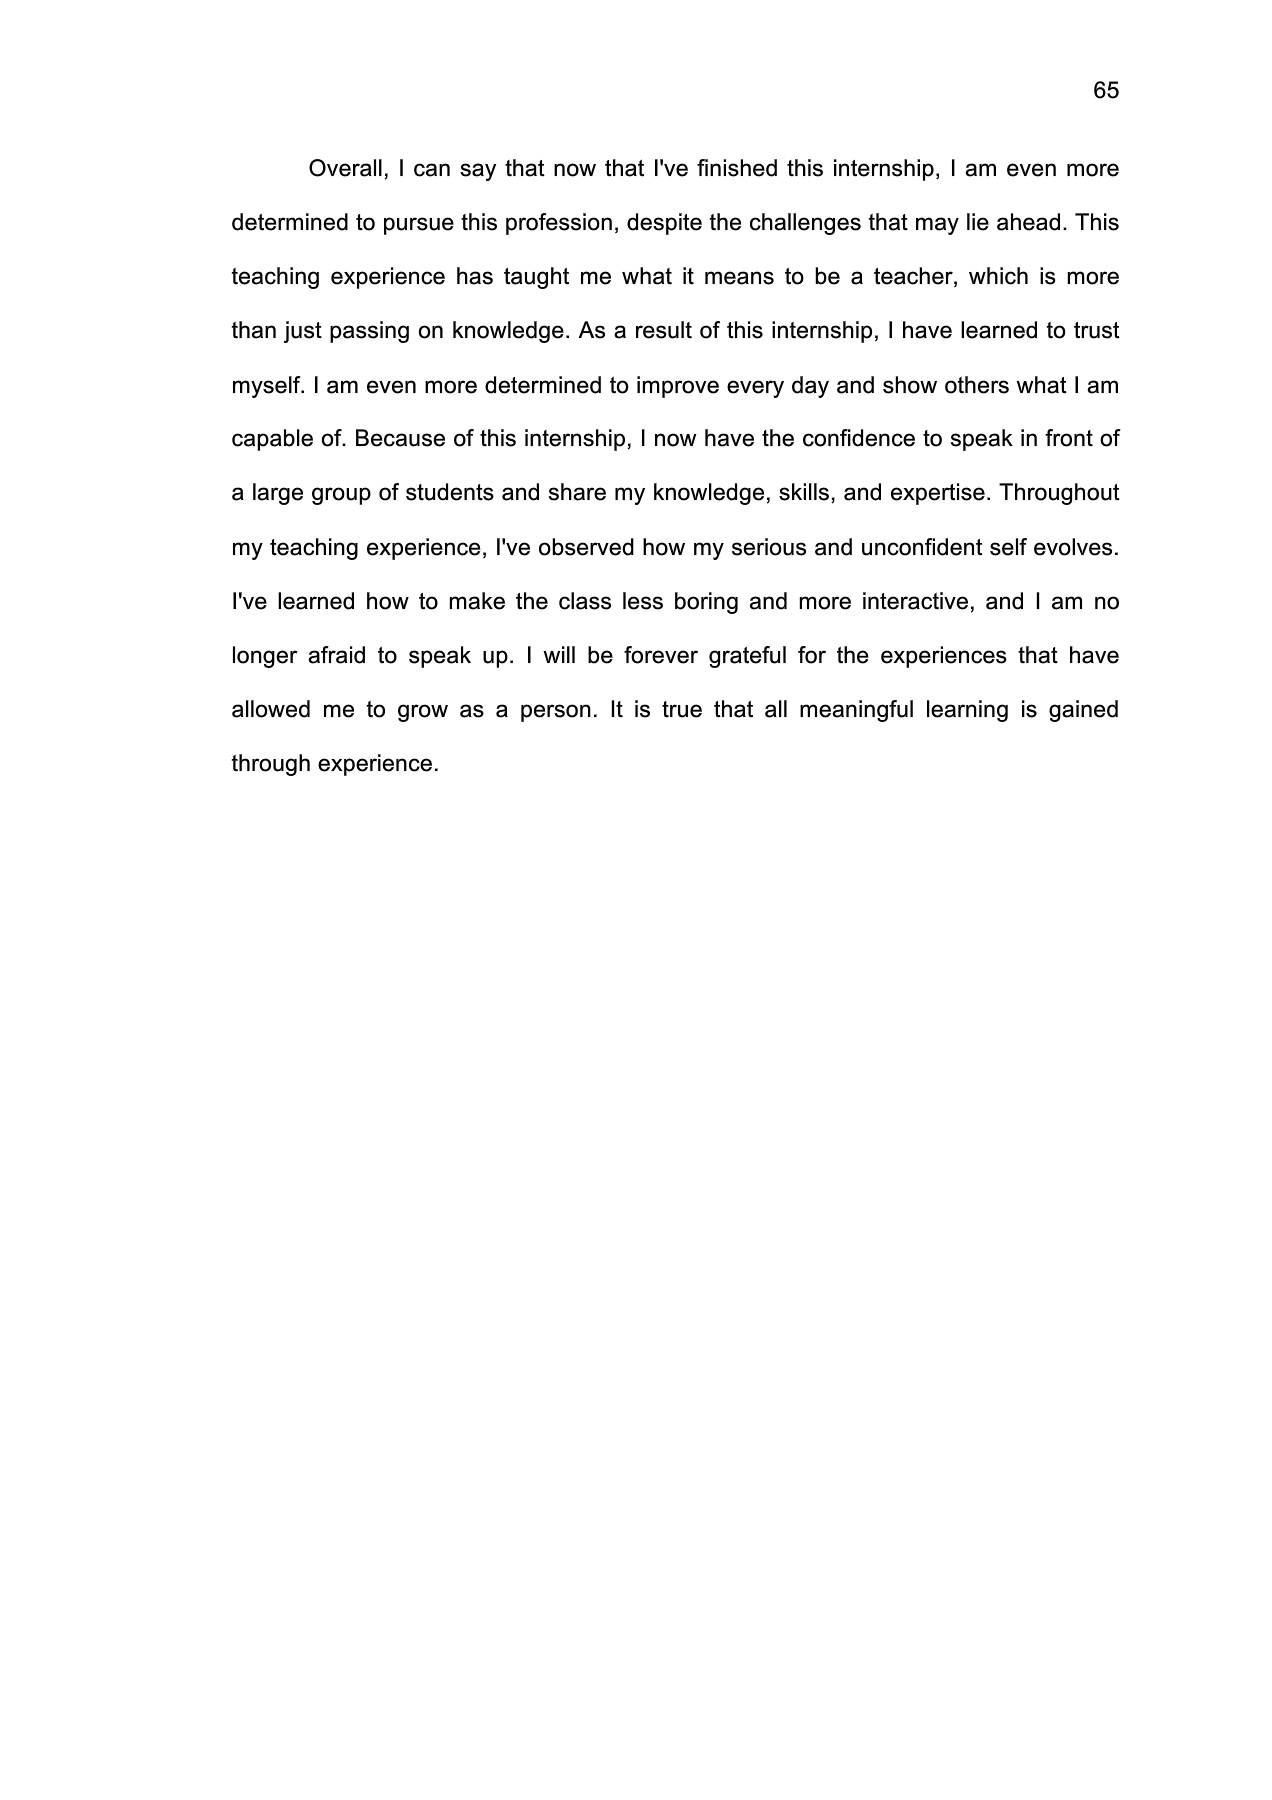 65
Overall, I can say that now that I've finished this internship, I am even more
determined to pursue this profession, despite the challenges that may lie ahead. This
teaching experience has taught me what it means to be a teacher, which is more
than just passing on knowledge. As a result of this internship, I have learned to trust
myself. I am even more determined to improve every day and show others what I am
capable of. Because of this internship, I now have the confidence to speak in front of
a large group of students and share my knowledge, skills, and expertise. Throughout
my teaching experience, I've observed how my serious and unconfident self evolves.
I've learned how to make the class less boring and more interactive, and I am no
longer afraid to speak up. I will be forever grateful for the experiences that have
allowed me to grow as a person. It is true that all meaningful learning is gained
through experience.